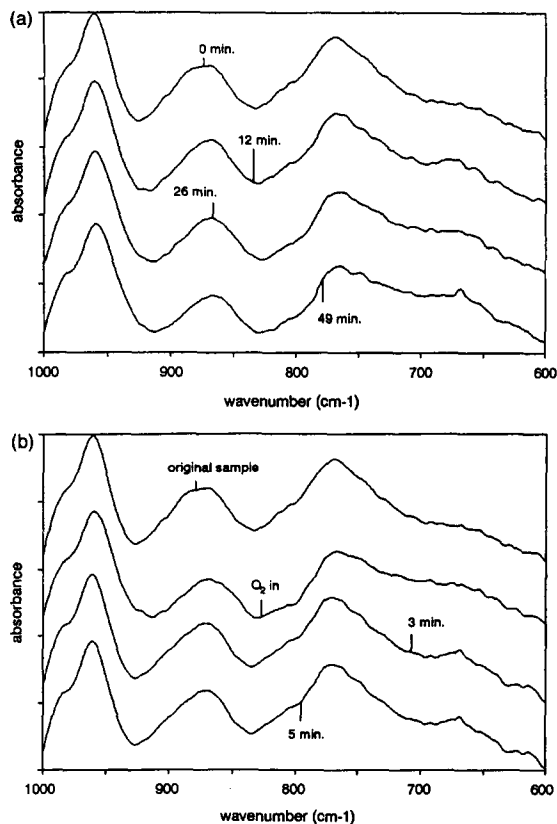 (a)
absorbance
0 min.
12 min.
26 min.
49 min.
1000 900 800 700 600
wavenumber (cm-1)
(b)
absorbance
original sample
O₂ in
3 min.
5 min.
1000 900 800 700 600
wavenumber (cm-1)